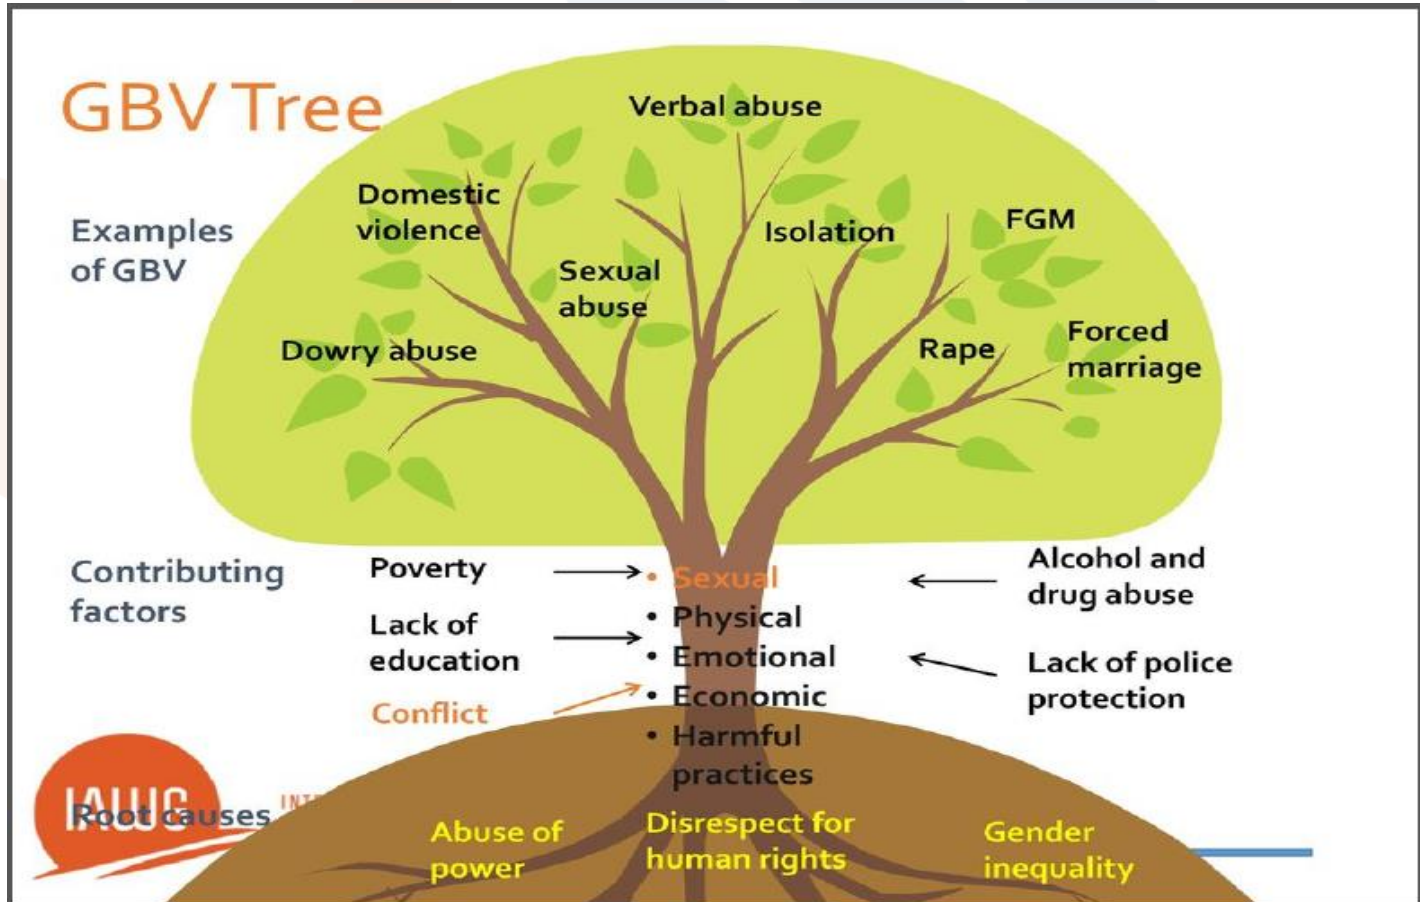 GBV Tree
Verbal abuse
Domestic
violence
Examples
of GBV
Isolation
FGM
Sexual
abuse
Dowry abuse
Rape
Forced
marriage
Contributing
factors
Poverty
Lack of
education
Conflict
• Sexual
• Physical
• Emotional
• Economic
• Harmful
practices
Alcohol and
drug abuse
Lack of police
protection
IAWG
Root causes
Abuse of
power
Disrespect for
human rights
Gender
inequality